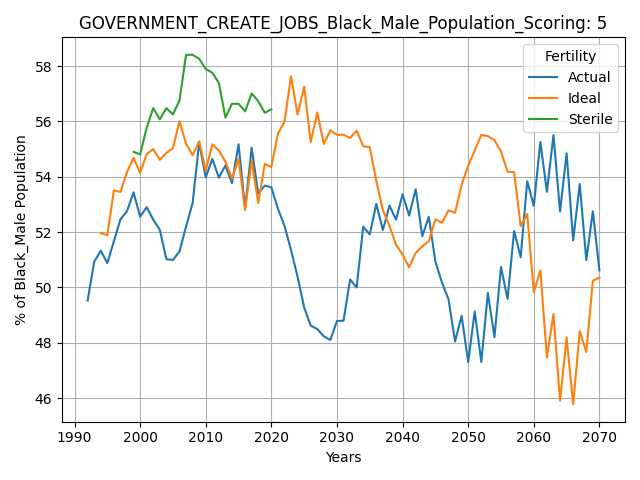 GOVERNMENT_CREATE_JOBS_Black_Male_Population_Scoring: 5
Fertility
Actual
Ideal
Sterile
% of Black_Male Population
58
56
54
52
50
48
46
1990 2000 2010 2020 2030 2040 2050 2060 2070
Years